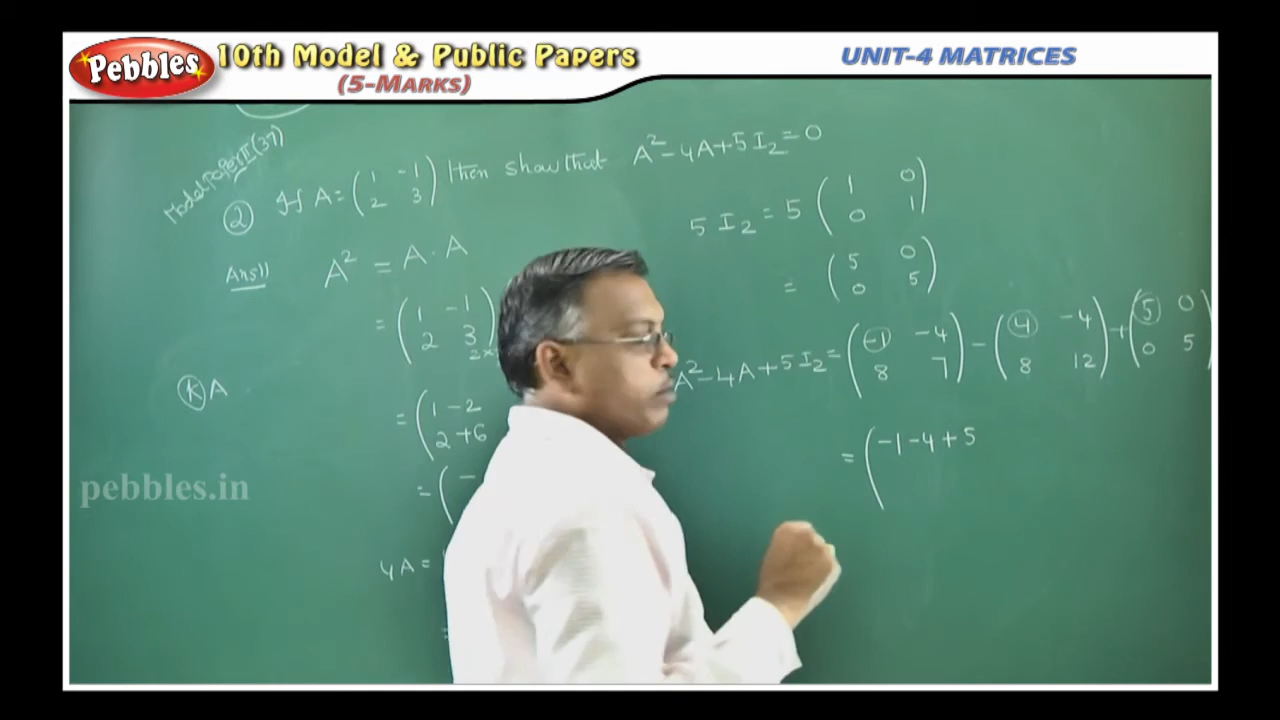 Pebbles 10th Model & Public Papers
(5-MARKS)
UNIT-4 MATRICES
Model Paper II (37)
② If A = ( 1 -1
2 3 ) then show that A² - 4A + 5I₂ = 0
Ans//
A² = A · A
= ( 1 -1
2 3
= ( 1 - 2
2 + 6
= ( -
4A =
(K) A
5I₂ = 5 ( 1 0
0 1 )
= ( 5 0
0 5 )
A² - 4A + 5I₂ = ( -1 -4 ) - ( 4 -4 ) + ( 5 0 )
8 7 8 12 0 5
= ( -1 - 4 + 5
pebbles.in